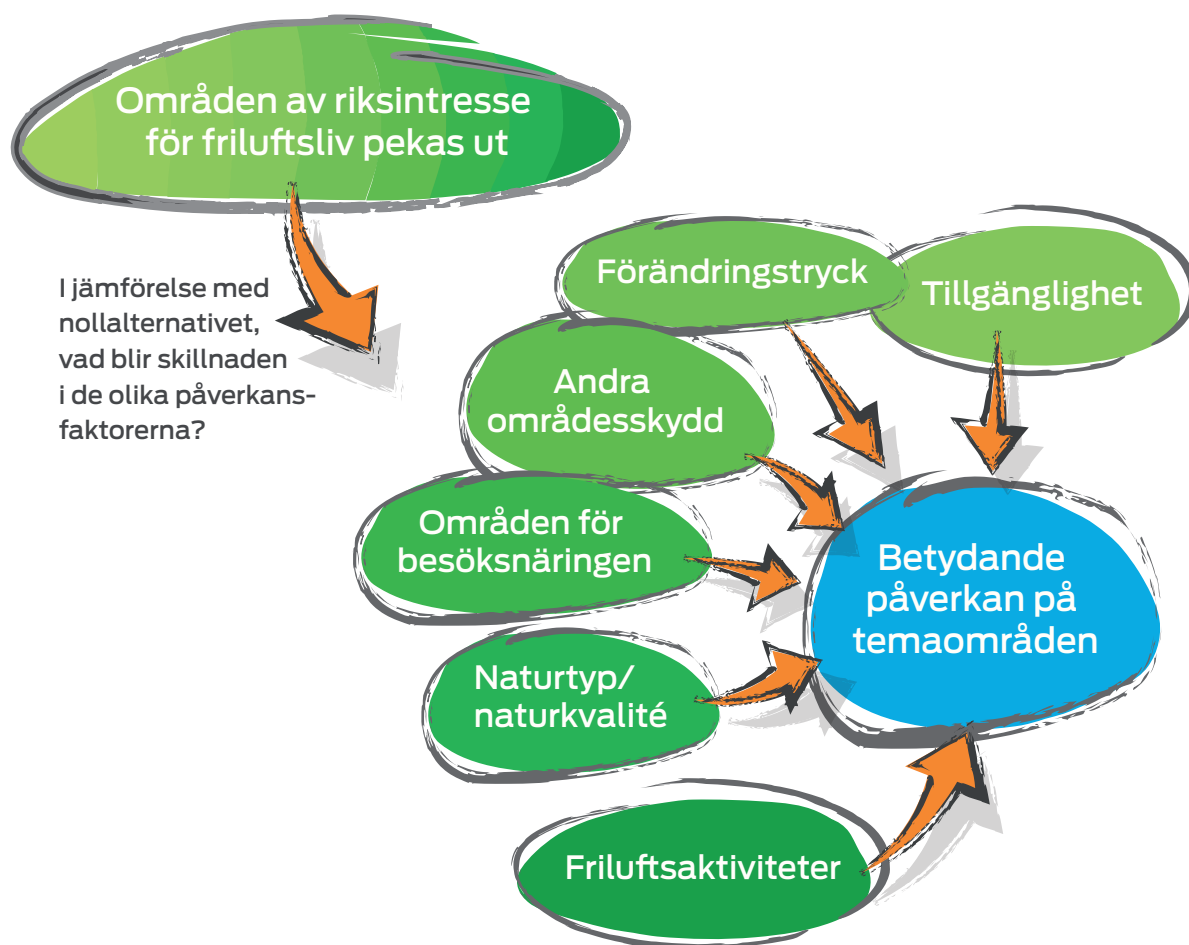 Områden av riksintresse
för friluftsliv pekas ut
I jämförelse med
nollalternativet,
vad blir skillnaden
i de olika påverkans-
faktorerna?
Förändringstryck
Tillgänglighet
Andra
områdesskydd
Områden för
besöksnäringen
Naturtyp/
naturkvalité
Friluftsaktiviteter
Betydande
påverkan på
temaområden